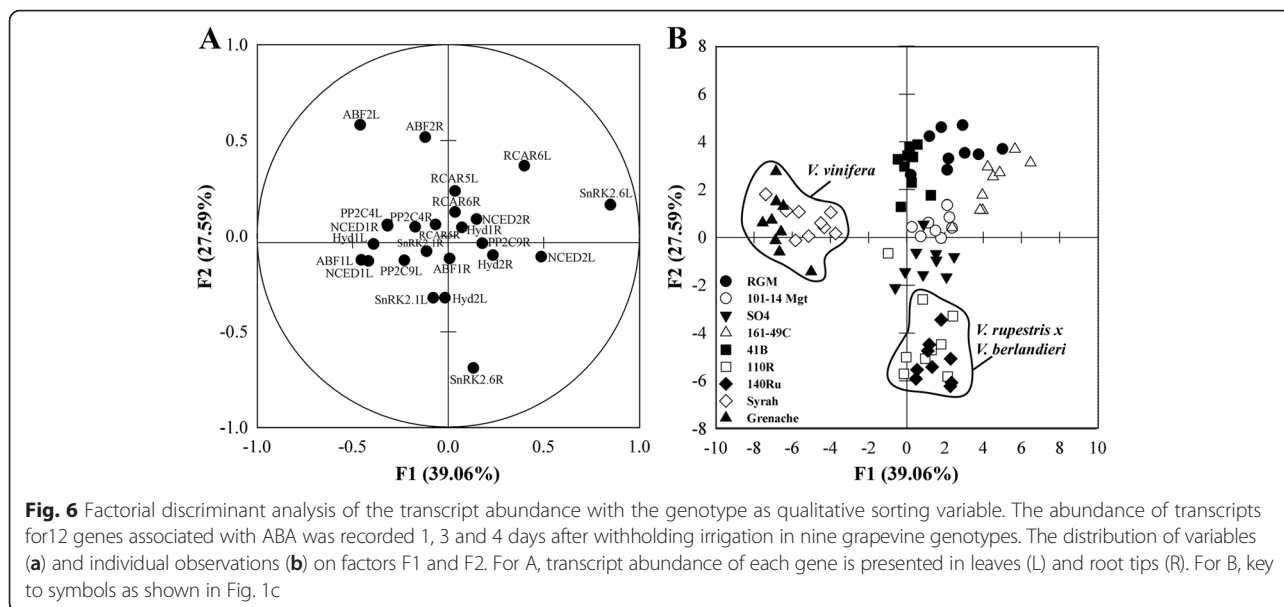 A
B
1.0
0.5
0.0
-0.5
-1.0
F2 (27.59%)
ABF2L
ABF2R
RCAR6L
RCAR5L
SnRK2.6L
RCAR6R
PP2C4L
PP2C4R
NCED2R
NCED1R
Hyd1R
Hyd1L
RCAR5R
SnRK2.1R
PP2C9R
ABF1L
NCED1L
PP2C9L
ABF1R
Hyd2R
NCED2L
SnRK2.1L
Hyd2L
SnRK2.6R
-1.0 -0.5 0.0 0.5 1.0
F1 (39.06%)
8
6
4
2
0
-2
-4
-6
-8
F2 (27.59%)
V. vinifera
RGM
101-14 Mgt
SO4
161-49C
41B
110R
140Ru
Syrah
Grenache
V. rupestris x
V. berlandieri
-10 -8 -6 -4 -2 0 2 4 6 8 10
F1 (39.06%)
Fig. 6 Factorial discriminant analysis of the transcript abundance with the genotype as qualitative sorting variable. The abundance of transcripts
for12 genes associated with ABA was recorded 1, 3 and 4 days after withholding irrigation in nine grapevine genotypes. The distribution of variables
(a) and individual observations (b) on factors F1 and F2. For A, transcript abundance of each gene is presented in leaves (L) and root tips (R). For B, key
to symbols as shown in Fig. 1c